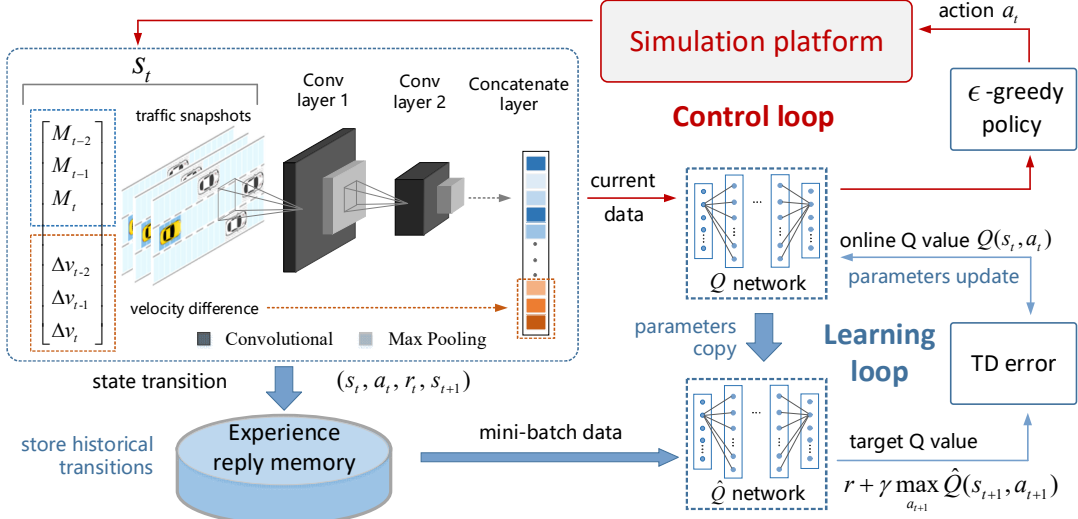 action a_t
Simulation platform
s_t
Conv
layer 1
Conv
layer 2
Concatenate
layer
traffic snapshots
Control loop
ϵ -greedy
policy
M_{t-2}
M_{t-1}
M_t
Δv_{t-2}
Δv_{t-1}
Δv_t
current
data
...
Q network
online Q value Q(s_t, a_t)
parameters update
velocity difference
Convolutional
Max Pooling
parameters
copy
Learning
loop
TD error
state transition
(s_t, a_t, r_t, s_{t+1})
store historical
transitions
Experience
reply memory
mini-batch data
...
Q̂ network
target Q value
r + γ max_{a_{t+1}} Q̂(s_{t+1}, a_{t+1})